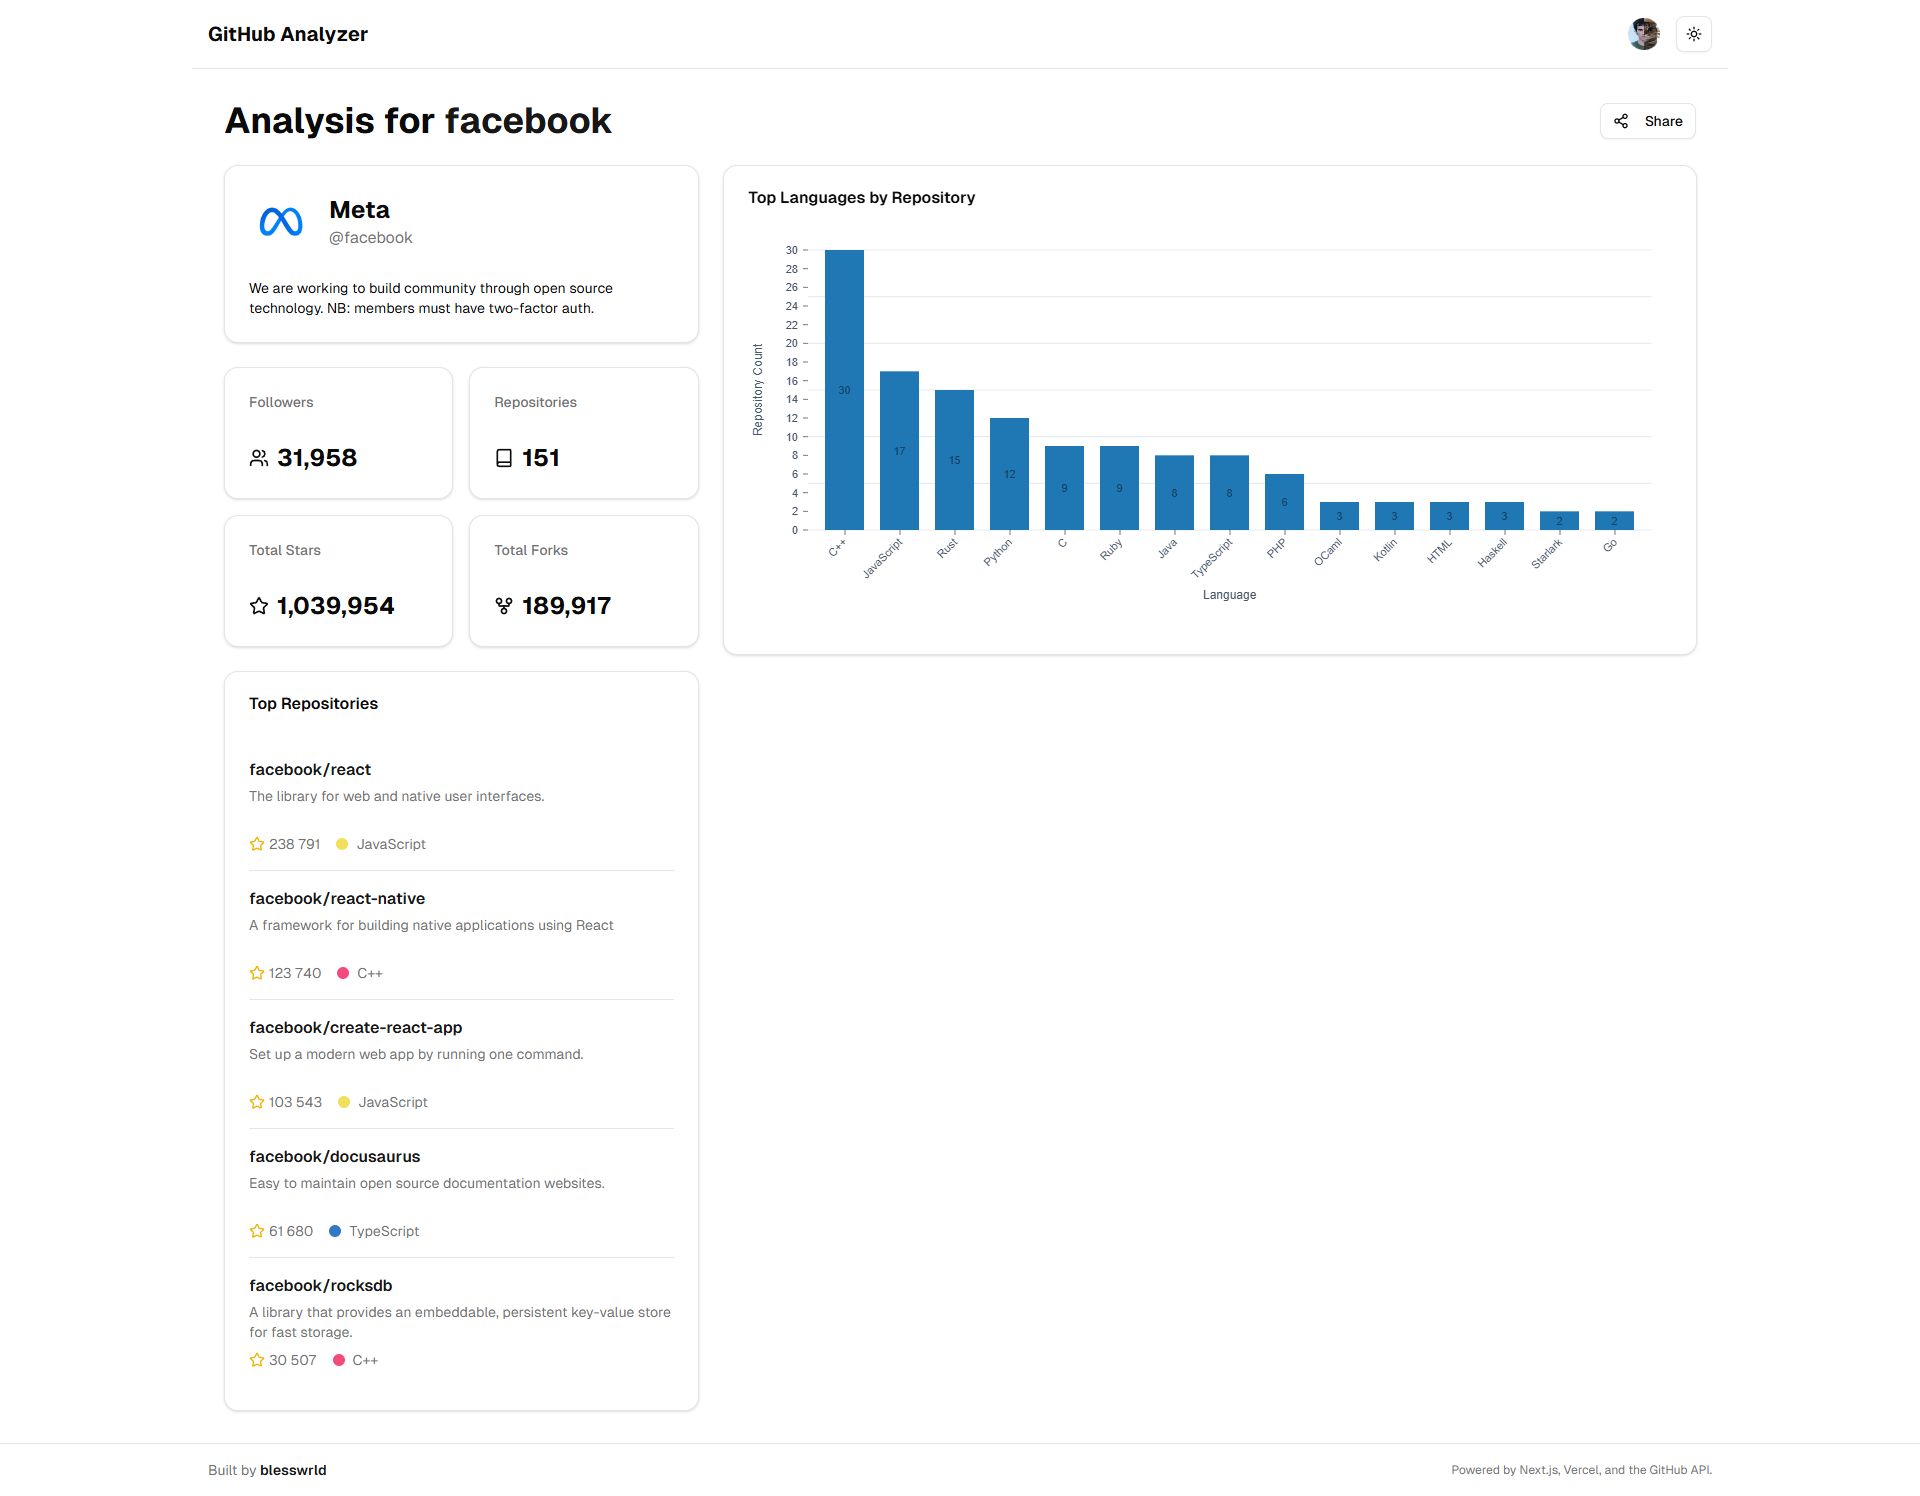 GitHub Analyzer
Analysis for facebook
Share
Meta
@facebook
We are working to build community through open source
technology. NB: members must have two-factor auth.
Followers
31,958
Repositories
151
Total Stars
1,039,954
Total Forks
189,917
Top Languages by Repository
Repository Count
30
28
26
24
22
20
18
16
14
12
10
8
6
4
2
0
30
17
15
12
9
9
8
8
6
3
3
3
3
2
2
C++
JavaScript
Rust
Python
C
Ruby
Java
TypeScript
PHP
OCaml
Kotlin
HTML
Haskell
Starlark
Go
Language
Top Repositories
facebook/react
The library for web and native user interfaces.
238 791 JavaScript
facebook/react-native
A framework for building native applications using React
123 740 C++
facebook/create-react-app
Set up a modern web app by running one command.
103 543 JavaScript
facebook/docusaurus
Easy to maintain open source documentation websites.
61 680 TypeScript
facebook/rocksdb
A library that provides an embeddable, persistent key-value store
for fast storage.
30 507 C++
Built by blesswrld
Powered by Next.js, Vercel, and the GitHub API.